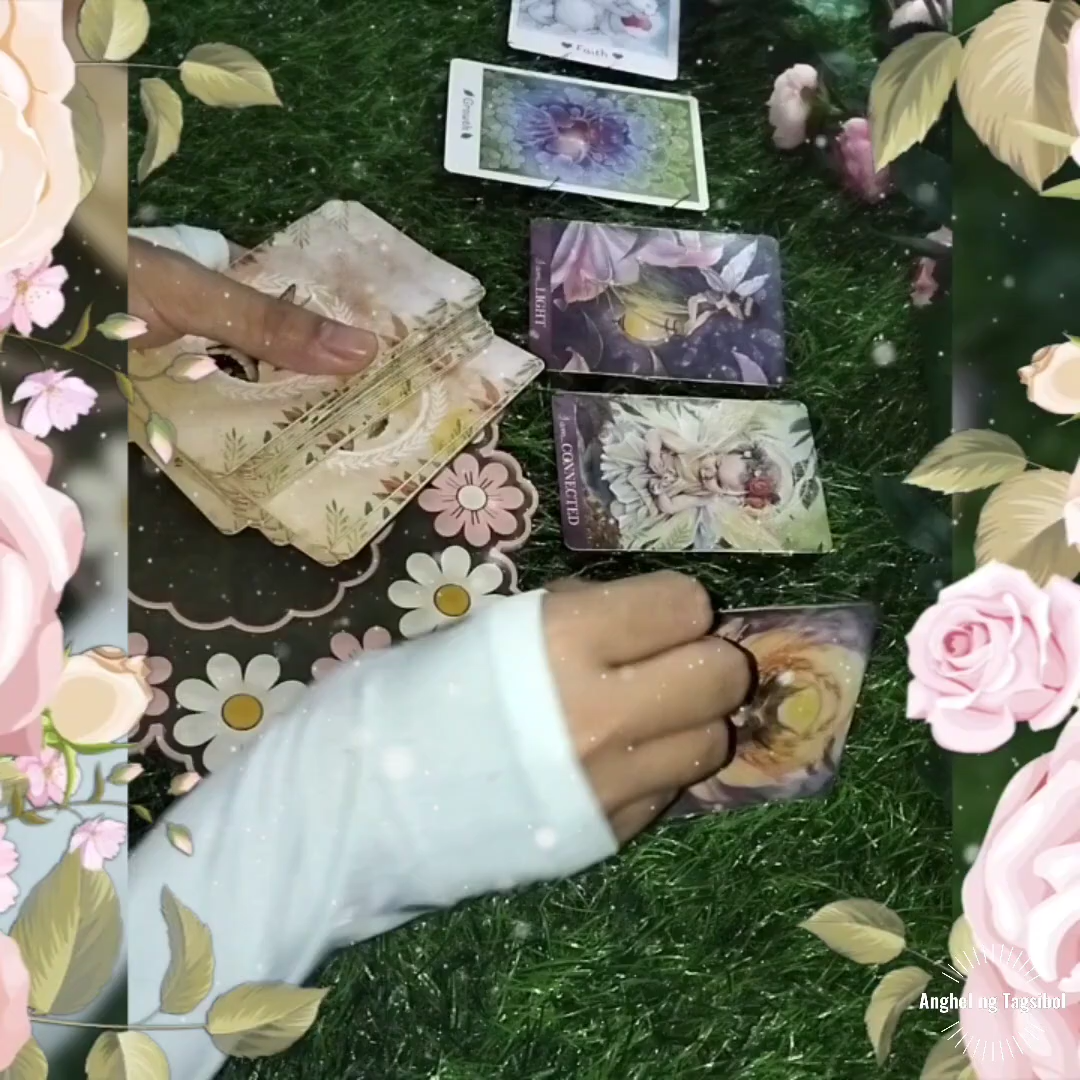 Faith
Growth
I am LIGHT
I am CONNECTED
Anghel ng Tagsibol